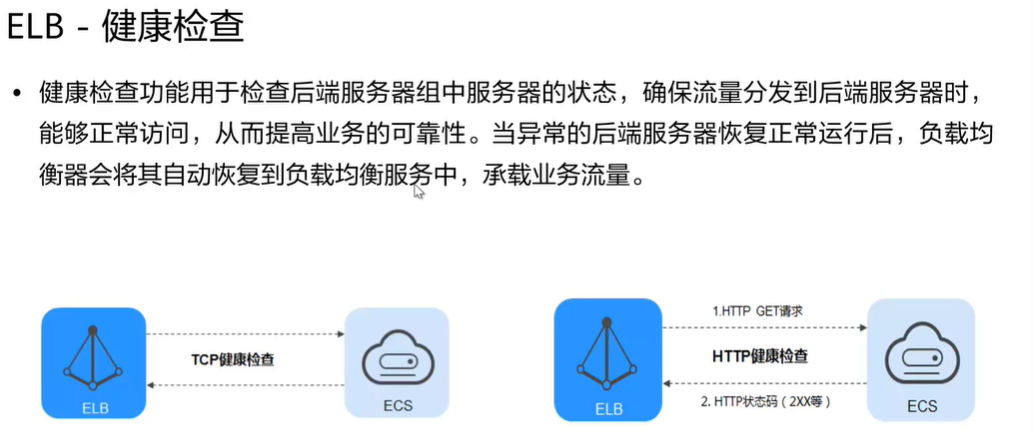 ELB - 健康检查
• 健康检查功能用于检查后端服务器组中服务器的状态，确保流量分发到后端服务器时，
能够正常访问，从而提高业务的可靠性。当异常的后端服务器恢复正常运行后，负载均
衡器会将其自动恢复到负载均衡服务中，承载业务流量。
TCP健康检查
ELB
ECS
1.HTTP GET请求
HTTP健康检查
2. HTTP状态码（2XX等）
ELB
ECS